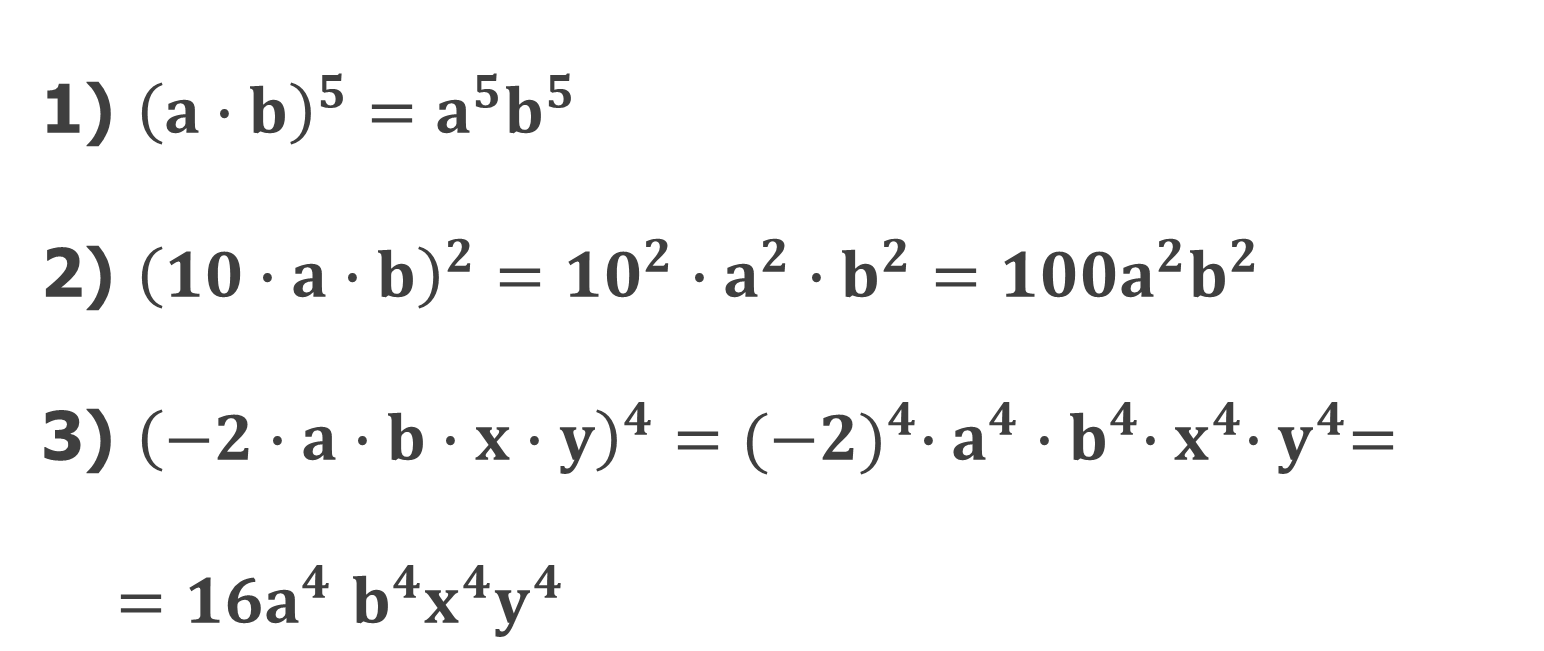 1) (a · b)⁵ = a⁵b⁵
2) (10 · a · b)² = 10² · a² · b² = 100a²b²
3) (−2 · a · b · x · y)⁴ = (−2)⁴· a⁴ · b⁴· x⁴· y⁴=
= 16a⁴ b⁴x⁴y⁴